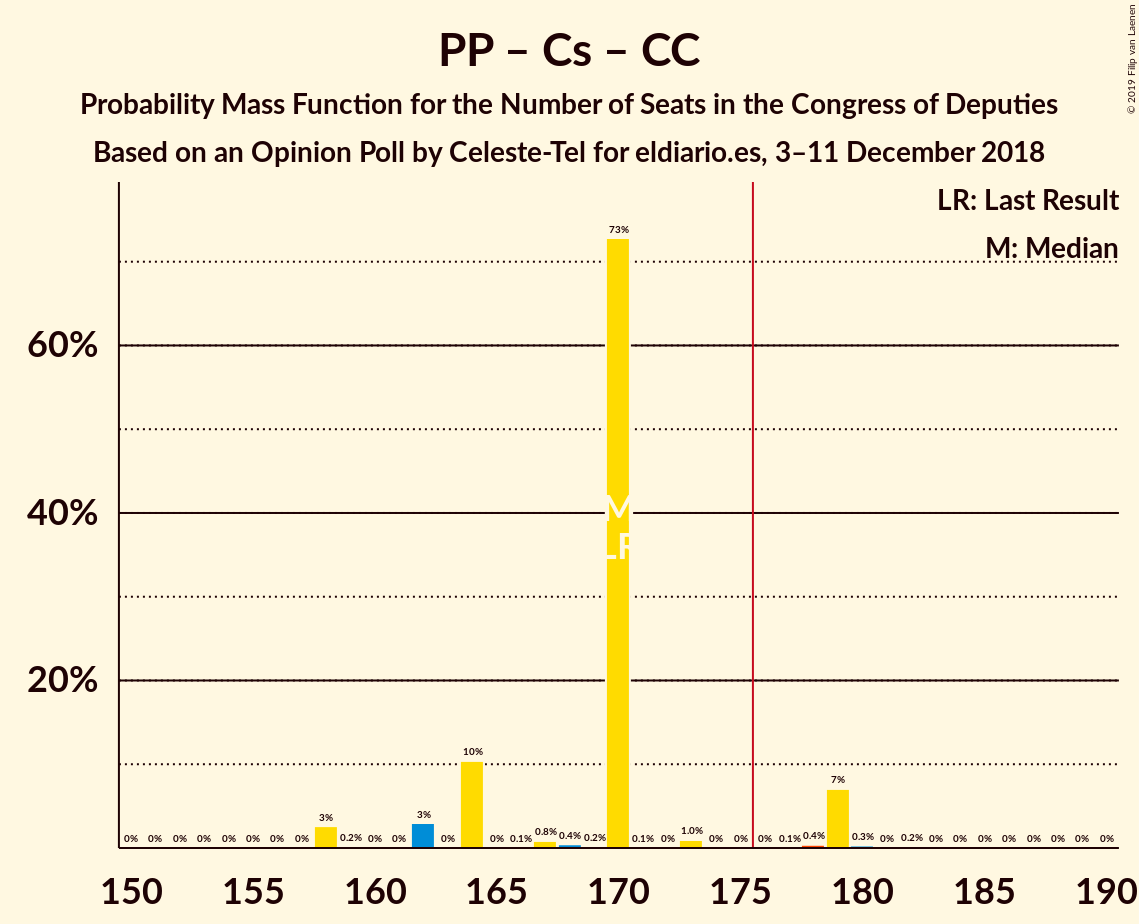 PP – Cs – CC
Probability Mass Function for the Number of Seats in the Congress of Deputies
Based on an Opinion Poll by Celeste-Tel for eldiario.es, 3–11 December 2018
© 2019 Filip van Laenen
LR: Last Result
M: Median
60%
40%
20%
0% 0% 0% 0% 0% 0% 0% 0% 3% 0.2% 0% 0% 3% 0% 10% 0% 0.1% 0.8% 0.4% 0.2% 73% 0.1% 0% 1.0% 0% 0% 0% 0.1% 0.4% 7% 0.3% 0% 0.2% 0% 0% 0% 0% 0% 0% 0% 0%
M
LR
150 155 160 165 170 175 180 185 190